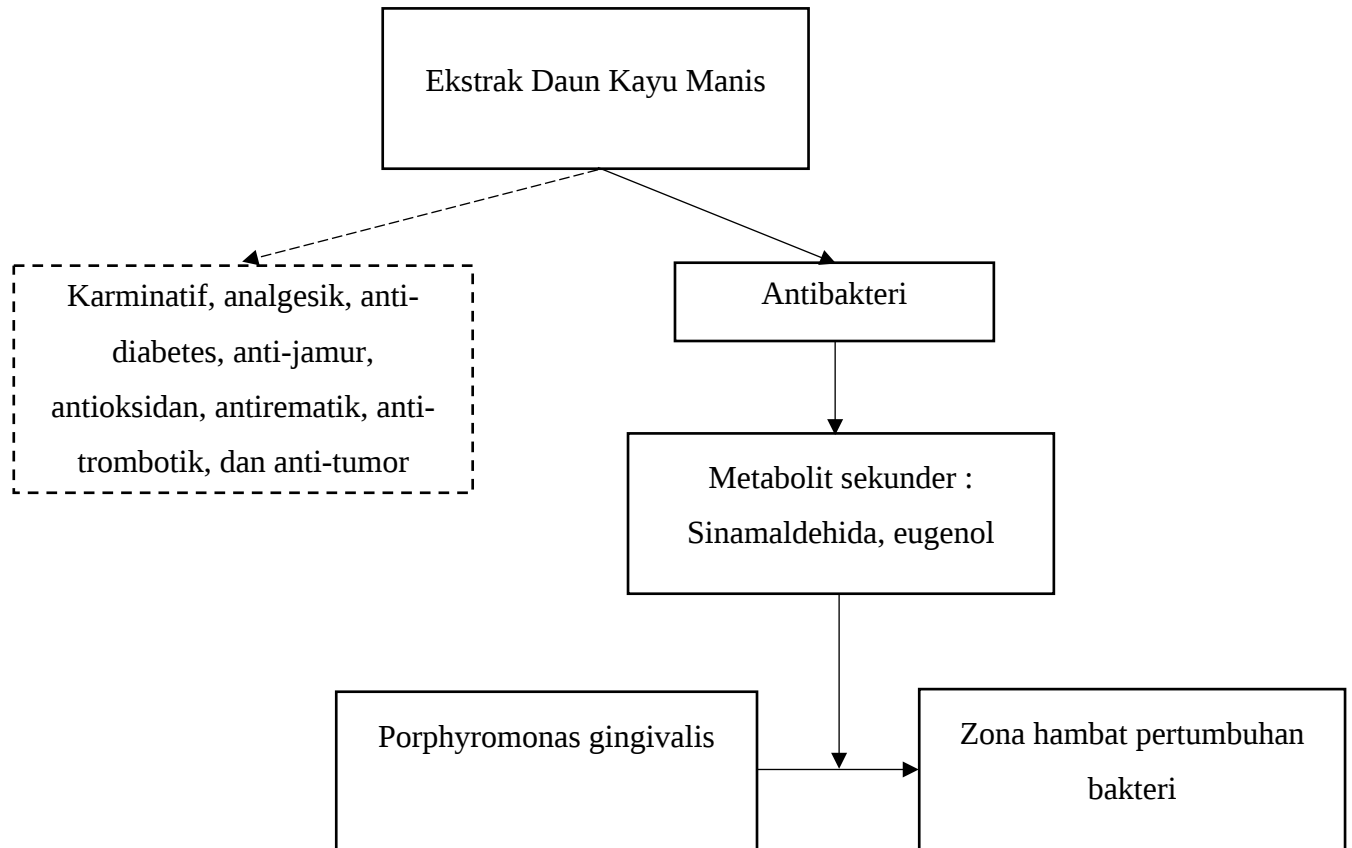 Ekstrak Daun Kayu Manis
Karminatif, analgesik, anti-
diabetes, anti-jamur,
antioksidan, antirematik, anti-
trombotik, dan anti-tumor
Antibakteri
Metabolit sekunder :
Sinamaldehida, eugenol
Porphyromonas gingivalis
Zona hambat pertumbuhan
bakteri